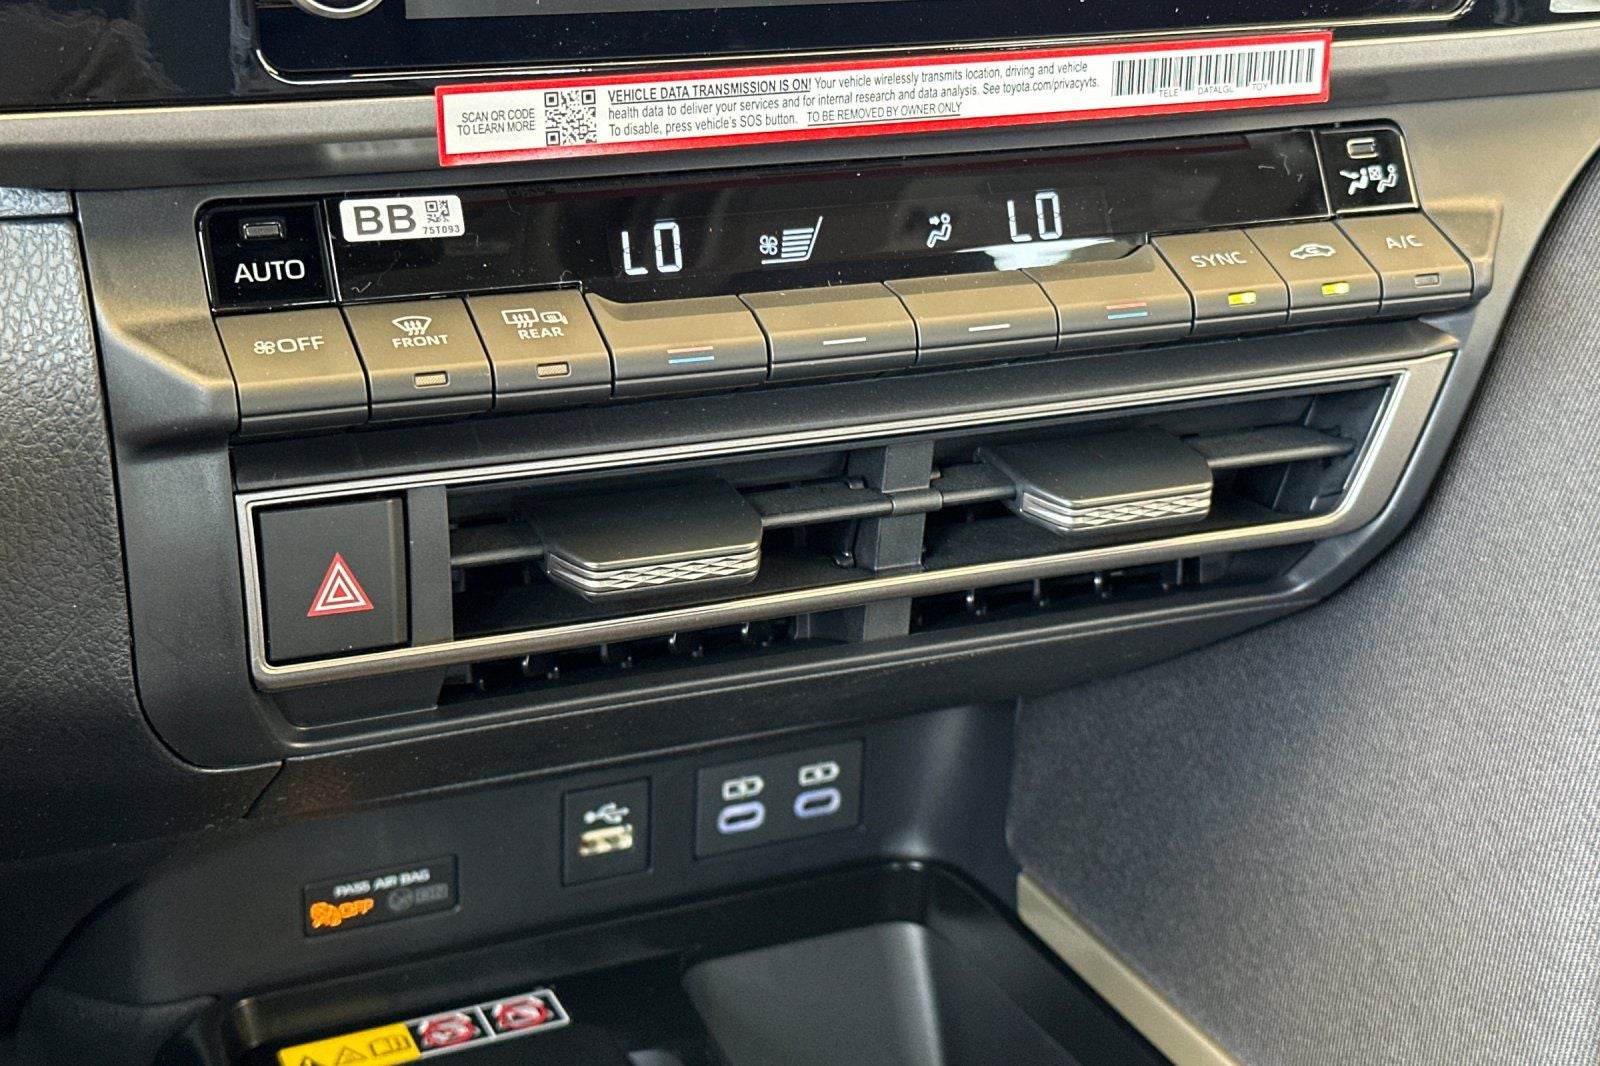 SCAN QR CODE
TO LEARN MORE
VEHICLE DATA TRANSMISSION IS ON! Your vehicle wirelessly transmits location, driving and vehicle
health data to deliver your services and for internal research and data analysis. See toyota.com/privacyvts.
To disable, press vehicle's SOS button. TO BE REMOVED BY OWNER ONLY
TELE DATALGL TOY
AUTO
BB
75T093
LO
LO
OFF
FRONT
REAR
SYNC
A/C
PASS AIR BAG
OFF